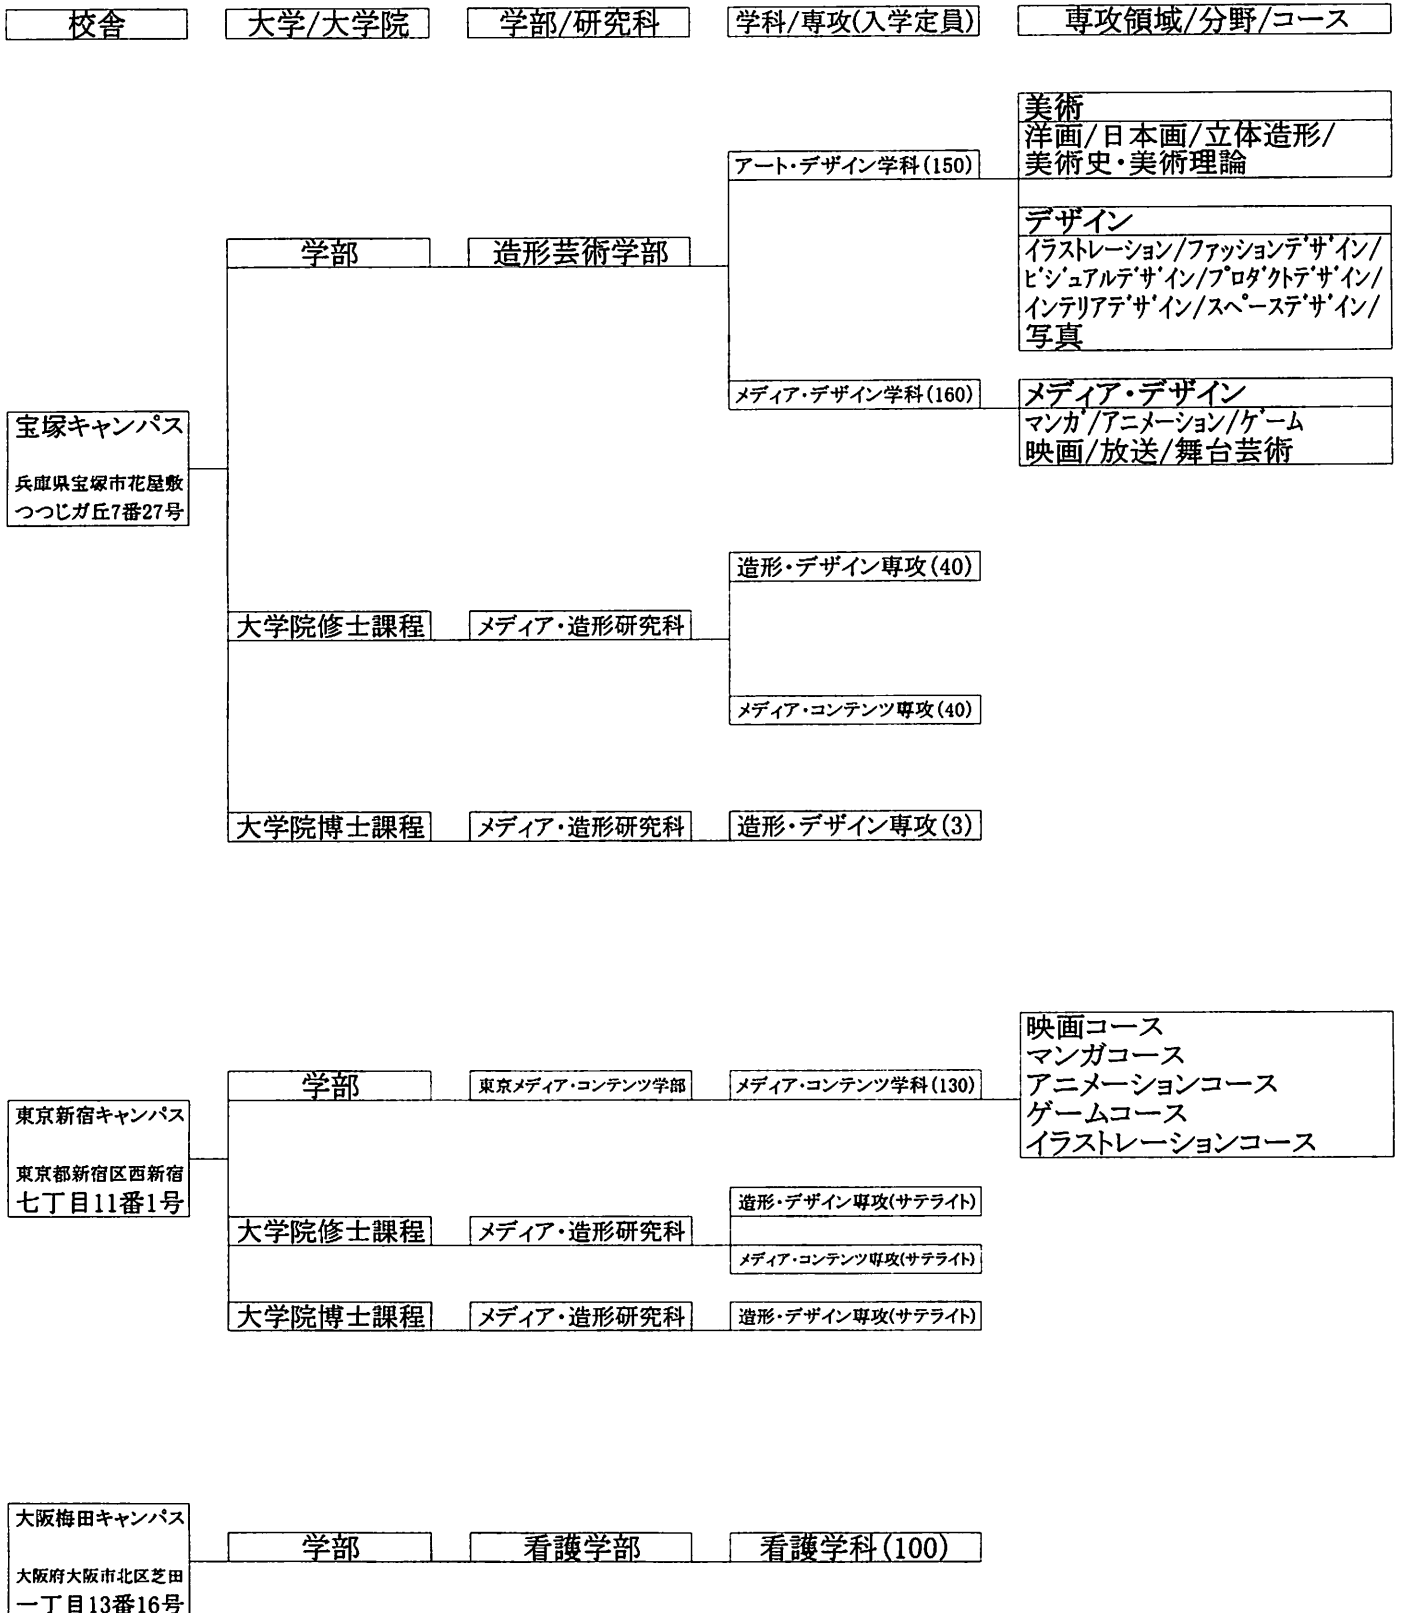 校舎
大学/大学院
学部/研究科
学科/専攻(入学定員)
専攻領域/分野/コース
美術
洋画/日本画/立体造形/
美術史・美術理論
アート・デザイン学科(150)
デザイン
イラストレーション/ファッションデザイン/
ビジュアルデザイン/プロダクトデザイン/
インテリアデザイン/スペースデザイン/
写真
学部
造形芸術学部
メディア・デザイン学科(160)
メディア・デザイン
マンガ/アニメーション/ゲーム
映画/放送/舞台芸術
宝塚キャンパス
兵庫県宝塚市花屋敷
つつじガ丘7番27号
造形・デザイン専攻(40)
大学院修士課程
メディア・造形研究科
メディア・コンテンツ専攻(40)
大学院博士課程
メディア・造形研究科
造形・デザイン専攻(3)
映画コース
マンガコース
アニメーションコース
ゲームコース
イラストレーションコース
学部
東京メディア・コンテンツ学部
メディア・コンテンツ学科(130)
東京新宿キャンパス
東京都新宿区西新宿
七丁目11番1号
造形・デザイン専攻(サテライト)
大学院修士課程
メディア・造形研究科
メディア・コンテンツ専攻(サテライト)
大学院博士課程
メディア・造形研究科
造形・デザイン専攻(サテライト)
大阪梅田キャンパス
大阪府大阪市北区芝田
一丁目13番16号
学部
看護学部
看護学科(100)